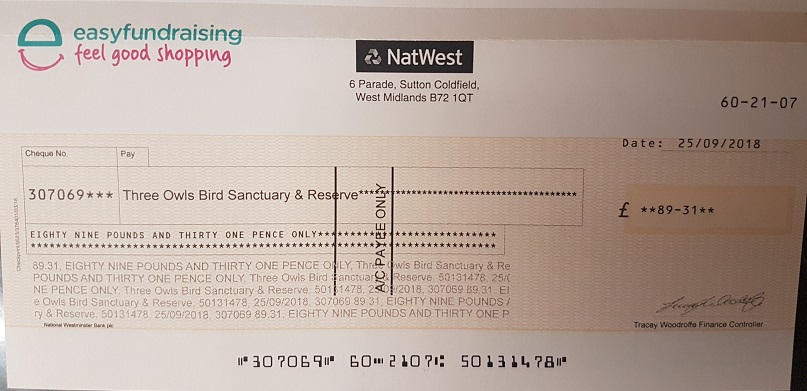 easyfundraising
feel good shopping
NatWest
6 Parade, Sutton Coldfield,
West Midlands B72 1QT
60-21-07
Date: 25/09/2018
Cheque No.
Pay
307069***
Three Owls Bird Sanctuary & Reserve****************************************
£ **89-31**
A/C PAYEE ONLY
EIGHTY NINE POUNDS AND THIRTY ONE PENCE ONLY*****************************
******************************************************************
89.31, EIGHTY NINE POUNDS AND THIRTY ONE PENCE ONLY, Three Owls Bird Sanctuary & Re
POUNDS AND THIRTY ONE PENCE ONLY, Three Owls Bird Sanctuary & Reserve, 50131478, 25/(
NE PENCE ONLY, Three Owls Bird Sanctuary & Reserve, 50131478, 25/09/2018, 307069 89.31, EI
e Owls Bird Sanctuary & Reserve, 50131478, 25/09/2018, 307069 89.31, EIGHTY NINE POUNDS /
ry & Reserve, 50131478, 25/09/2018, 307069 89.31, EIGHTY NINE POUNDS AND THIRTY ONE P
National Westminster Bank plc
Tracey Woodroffe Finance Controller
⑈307069⑈ 60⑉2107⑆ 50131478⑈